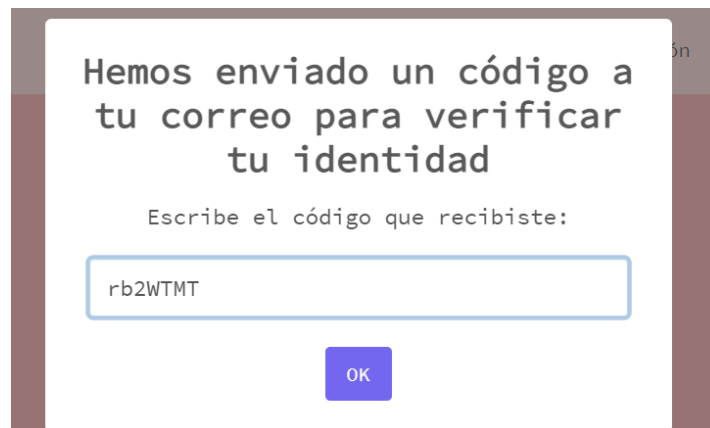 Hemos enviado un código a
tu correo para verificar
tu identidad
Escribe el código que recibiste:
rb2WTMT
OK